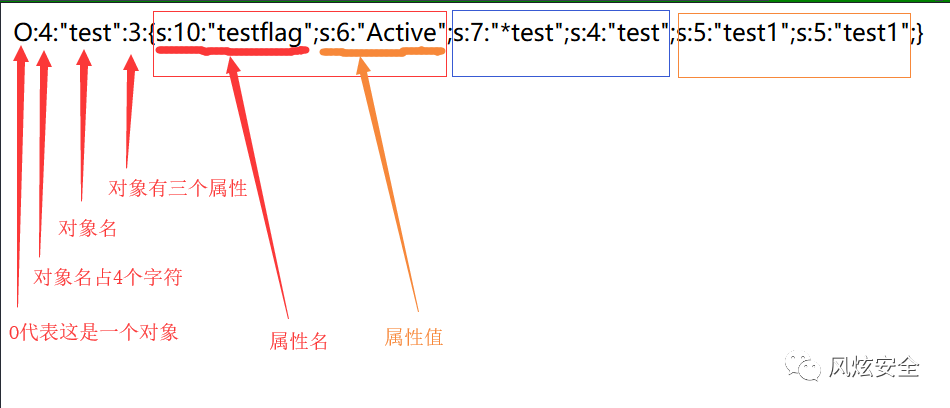 O:4:"test":3:{s:10:"testflag";s:6:"Active";s:7:"*test";s:4:"test";s:5:"test1";s:5:"test1";}
对象有三个属性
对象名
对象名占4个字符
O代表这是一个对象
属性名
属性值
风炫安全